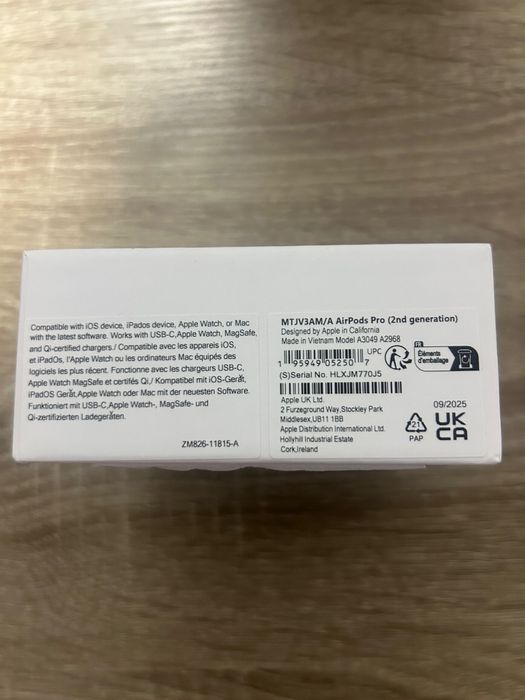 Compatible with iOS device, iPados device, Apple Watch, or Mac
with the latest software. Works with USB-C,Apple Watch, MagSafe,
and Qi-certified chargers./ Compatible avec les appareils iOS,
et iPadOs, l'Apple Watch ou les ordinateurs Mac équipés des
logiciels les plus récent. Fonctionne avec les chargeurs USB-C,
Apple Watch MagSafe et certifés Qi./ Kompatibel mit iOS-Gerät,
iPadOS Gerät,Apple Watch oder Mac mit der neuesten Software.
Funktioniert mit USB-C,Apple Watch-, MagSafe- und
Qi-zertifizierten Ladegeräten.
ZM826-11815-A
MTJV3AM/A AirPods Pro (2nd generation)
Designed by Apple in California
Made in Vietnam Model A3049 A2968
UPC
1 95949 05250 7
(S)Serial No. HLXJM770J5
FR
Éléments
d'emballage
Apple UK Ltd.
2 Furzeground Way,Stockley Park
Middlesex,UB11 1BB
Apple Distribution International Ltd.
Hollyhill Industrial Estate
Cork,Ireland
21
PAP
09/2025
UK
CA